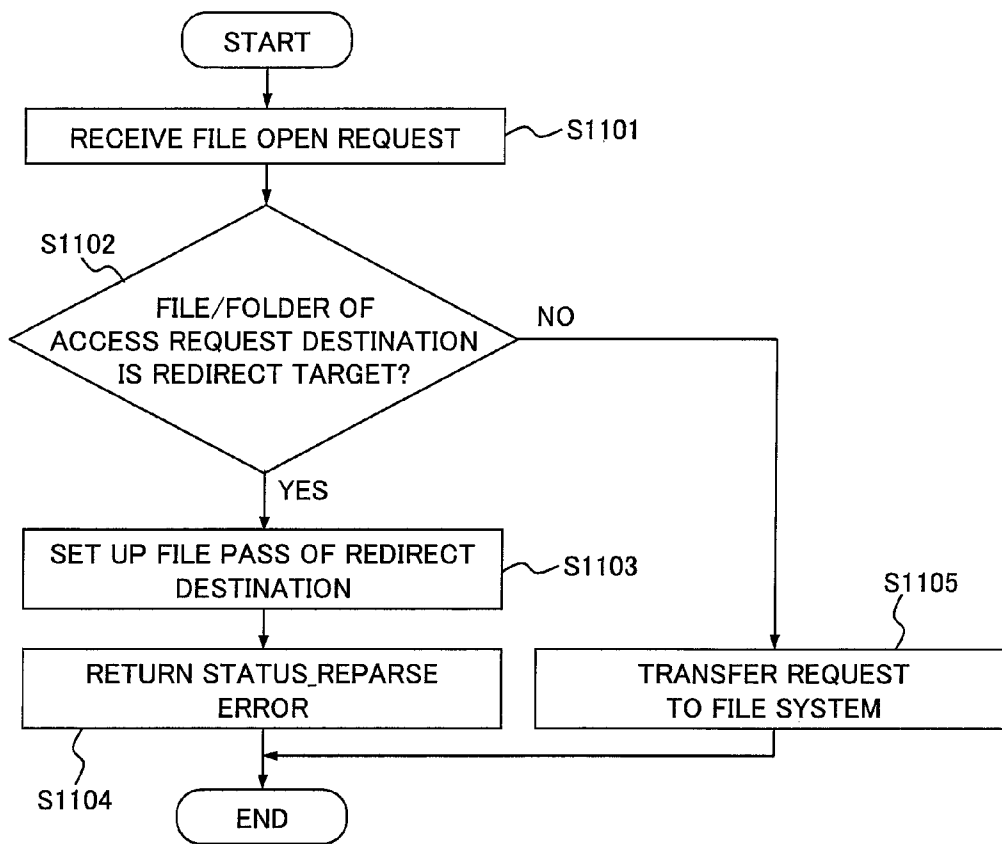 START
RECEIVE FILE OPEN REQUEST
S1101
S1102
FILE/FOLDER OF
ACCESS REQUEST DESTINATION
IS REDIRECT TARGET?
NO
YES
SET UP FILE PASS OF REDIRECT
DESTINATION
S1103
S1105
RETURN STATUS_REPARSE
ERROR
TRANSFER REQUEST
TO FILE SYSTEM
S1104
END